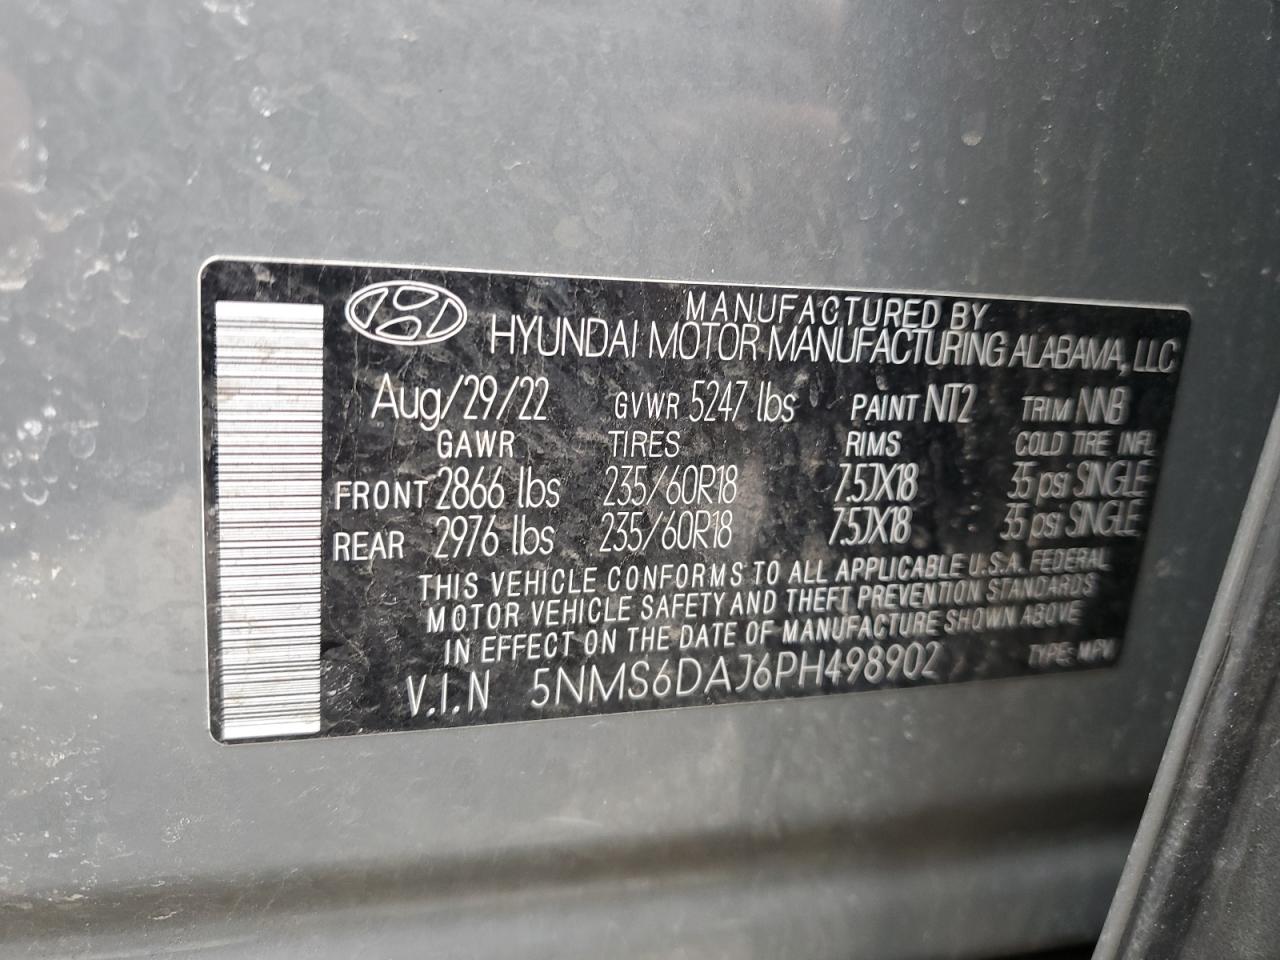 MANUFACTURED BY
HYUNDAI MOTOR MANUFACTURING ALABAMA, LLC
Aug/29/22 GVWR 5247 lbs PAINT NT2 TRIM NNB
GAWR TIRES RIMS COLD TIRE INFL
FRONT 2866 lbs 235/60R18 7.5JX18 35 psi SINGLE
REAR 2976 lbs 235/60R18 7.5JX18 35 psi SINGLE
THIS VEHICLE CONFORMS TO ALL APPLICABLE U.S.A. FEDERAL
MOTOR VEHICLE SAFETY AND THEFT PREVENTION STANDARDS
IN EFFECT ON THE DATE OF MANUFACTURE SHOWN ABOVE
V.I.N 5NMS6DAJ6PH498902 TYPE: MPV